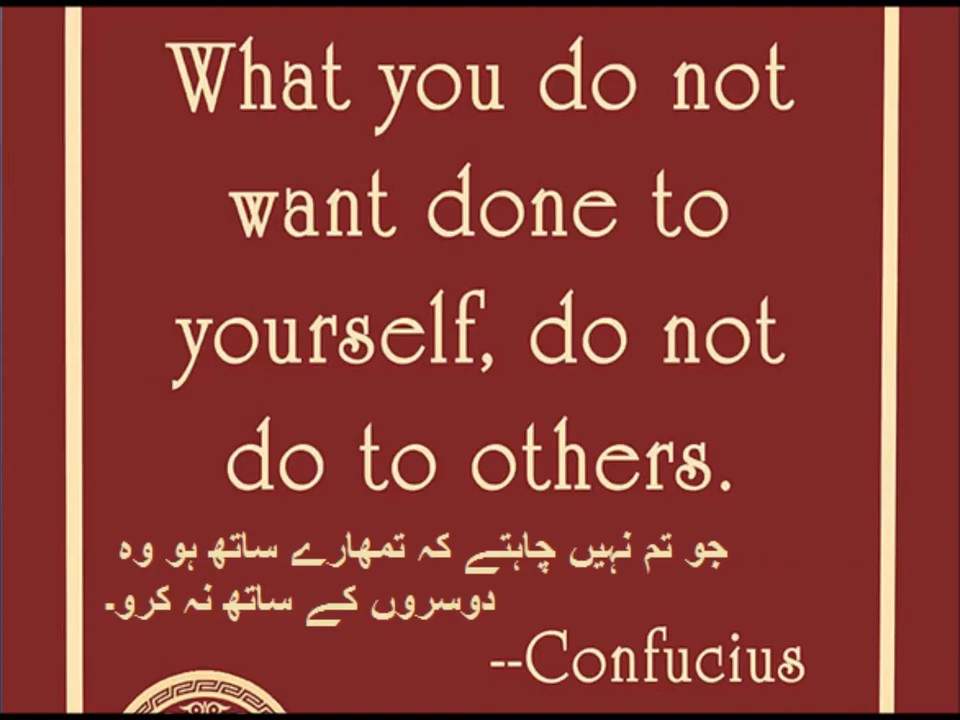 What you do not
want done to
yourself, do not
do to others.
جو تم نہیں چاہتے کہ تمھارے ساتھ ہو وہ
دوسروں کے ساتھ نہ کرو۔
--Confucius